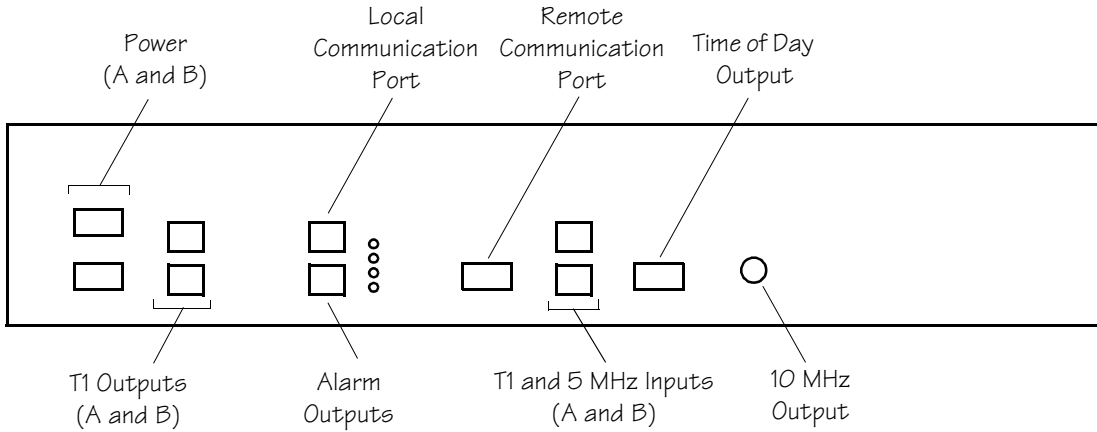 Power
(A and B)
Local
Communication
Port
Remote
Communication
Port
Time of Day
Output
T1 Outputs
(A and B)
Alarm
Outputs
T1 and 5 MHz Inputs
(A and B)
10 MHz
Output